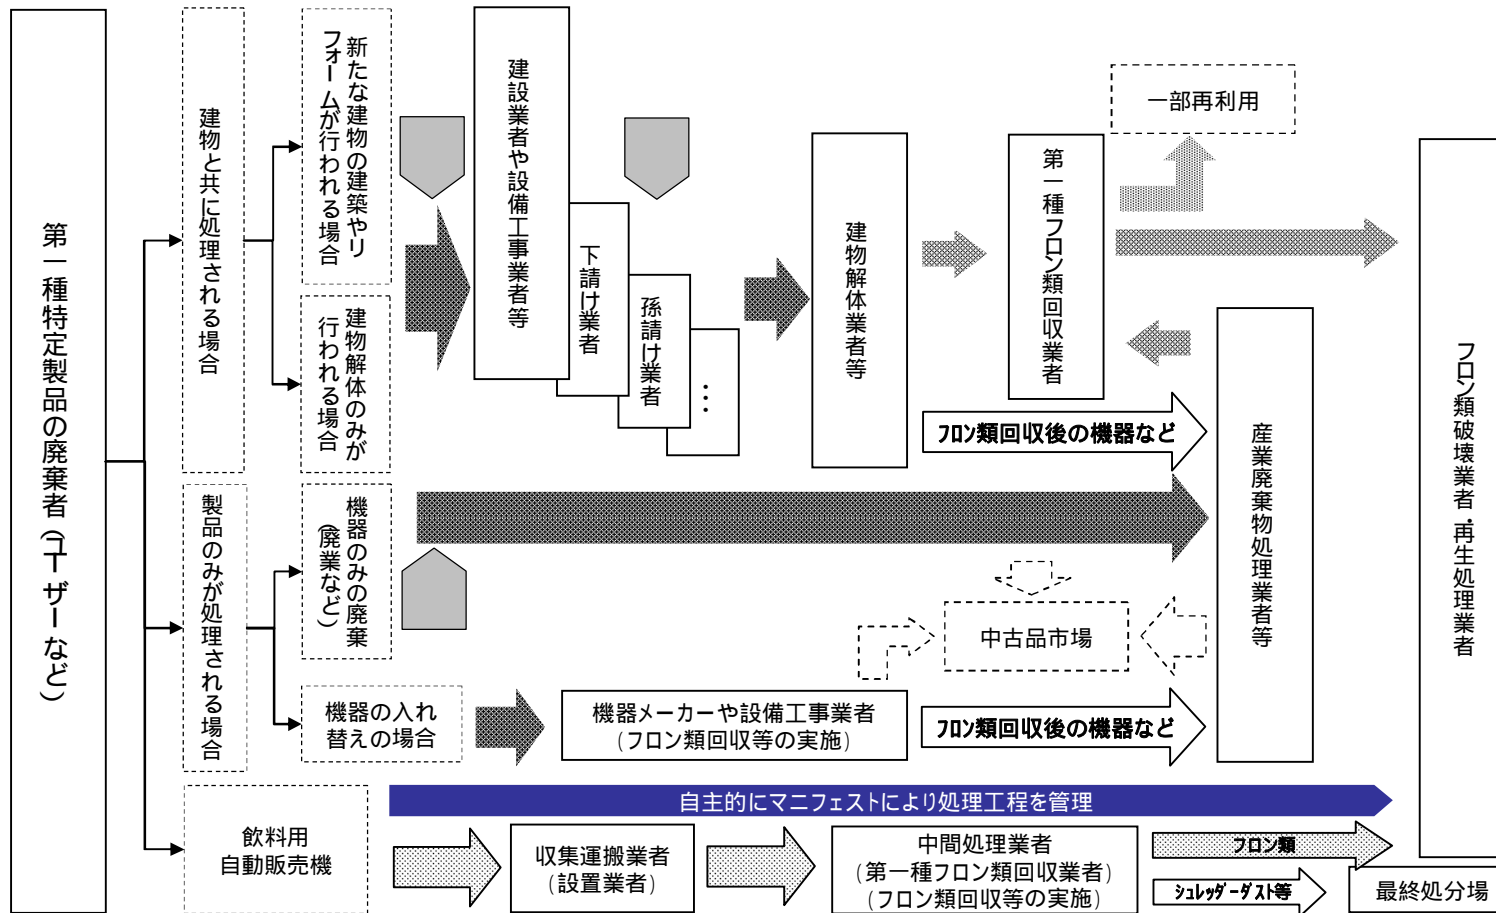 第一種特定製品の廃棄者(ユーザーなど)
建物と共に処理される場合
新たな建物の建築やリ
フォームが行われる場合
建物解体のみが
行われる場合
製品のみが処理される場合
機器のみの廃棄
(廃業など)
機器の入れ
替えの場合
飲料用
自動販売機
建設業者や設備工事業者等
下請け業者
孫請け業者
…
建物解体業者等
第一種フロン類回収業者
一部再利用
フロン類回収後の機器など
産業廃棄物処理業者等
フロン類破壊業者・再生処理業者
中古品市場
機器メーカーや設備工事業者
(フロン類回収等の実施)
フロン類回収後の機器など
自主的にマニフェストにより処理工程を管理
収集運搬業者
(設置業者)
中間処理業者
(第一種フロン類回収業者)
(フロン類回収等の実施)
フロン類
シュレッダーダスト等
最終処分場